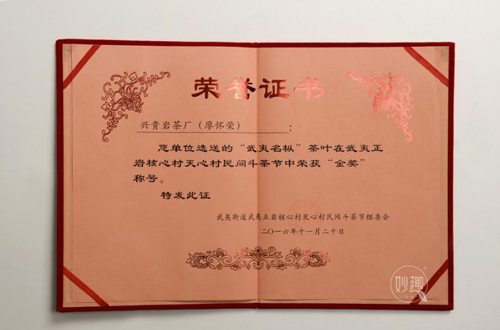 荣誉证书
兴贵岩茶厂（廖怀荣）：
您单位选送的“武夷名枞”茶叶在武夷正
岩核心村天心村民间斗茶节中荣获“金奖”
称号。
特发此证
武夷街道武夷正岩核心村天心村民间斗茶节组委会
二〇一六年十一月二十日
妙趣